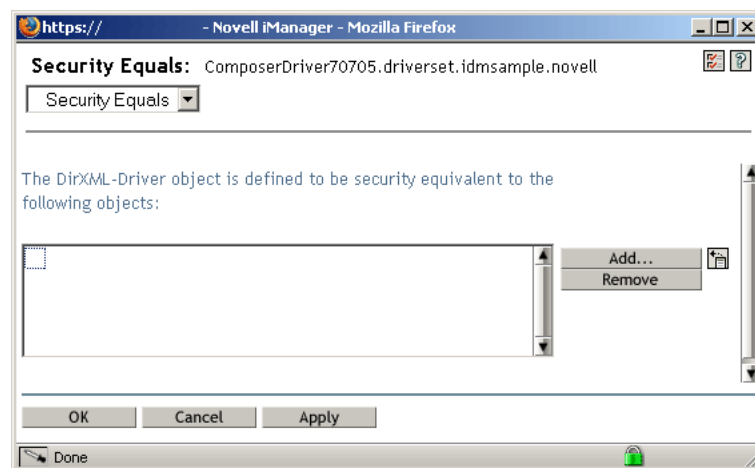 https:// - Novell iManager - Mozilla Firefox
Security Equals: ComposerDriver70705.driverset.idmsample.novell
Security Equals
The DirXML-Driver object is defined to be security equivalent to the
following objects:
Add...
Remove
OK Cancel Apply
Done